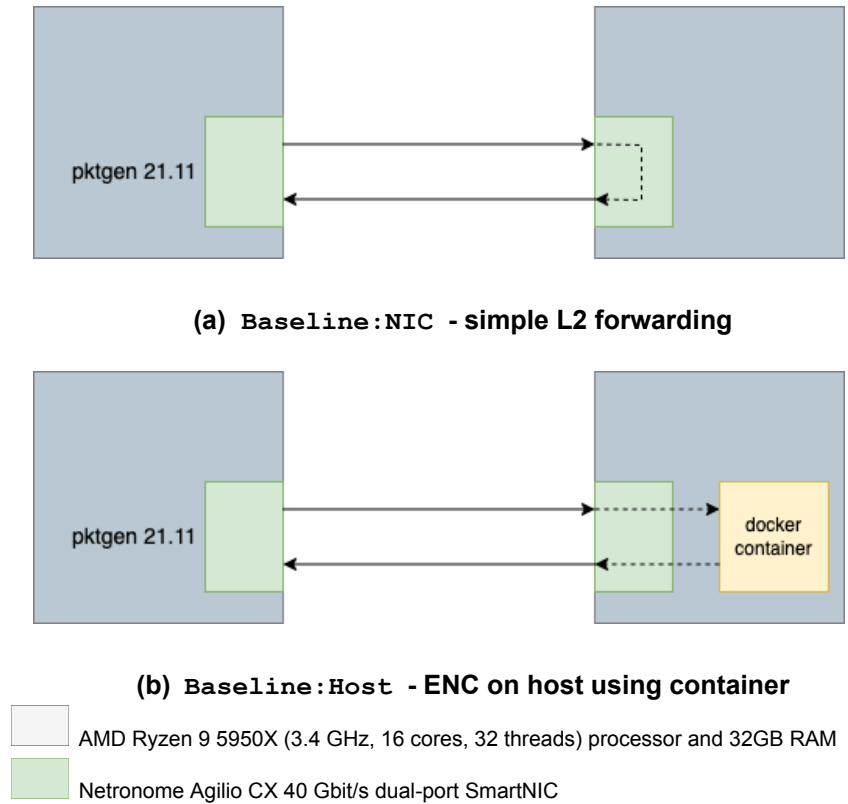 pktgen 21.11
(a) Baseline:NIC - simple L2 forwarding
pktgen 21.11
docker
container
(b) Baseline:Host - ENC on host using container
AMD Ryzen 9 5950X (3.4 GHz, 16 cores, 32 threads) processor and 32GB RAM
Netronome Agilio CX 40 Gbit/s dual-port SmartNIC